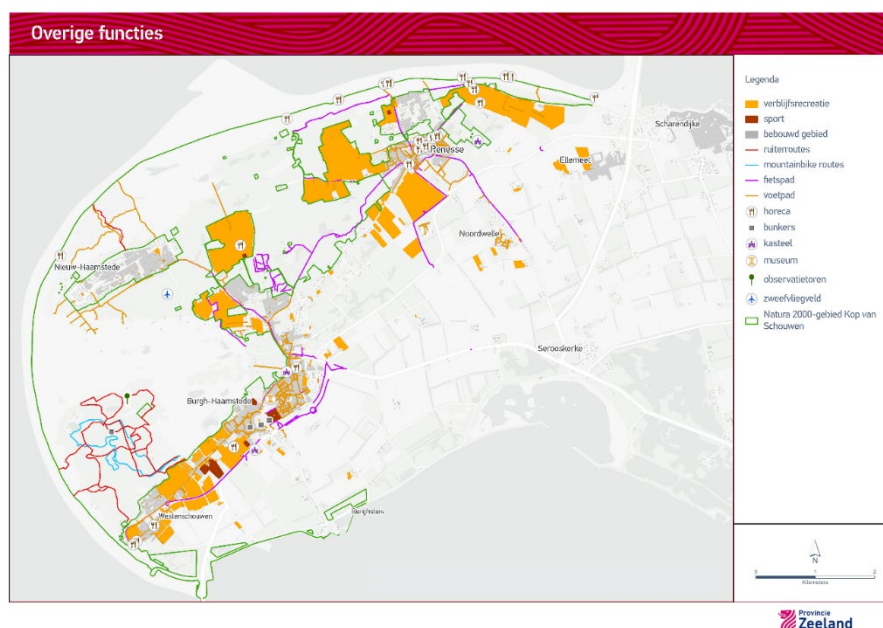 Overige functies
Legenda
verblijfsrecreatie
sport
bebouwd gebied
ruiterroutes
mountainbike routes
fietspad
voetpad
horeca
bunkers
kasteel
museum
observatietoren
zweefvliegveld
Natura 2000-gebied Kop van
Schouwen
Scharendijke
Renesse
Ellemeet
Noordwelle
Nieuw-Haamstede
Serooskerke
Burgh-Haamstede
Westenschouwen
Burghsluis
N
0 1 2
Kilometers
Provincie
Zeeland